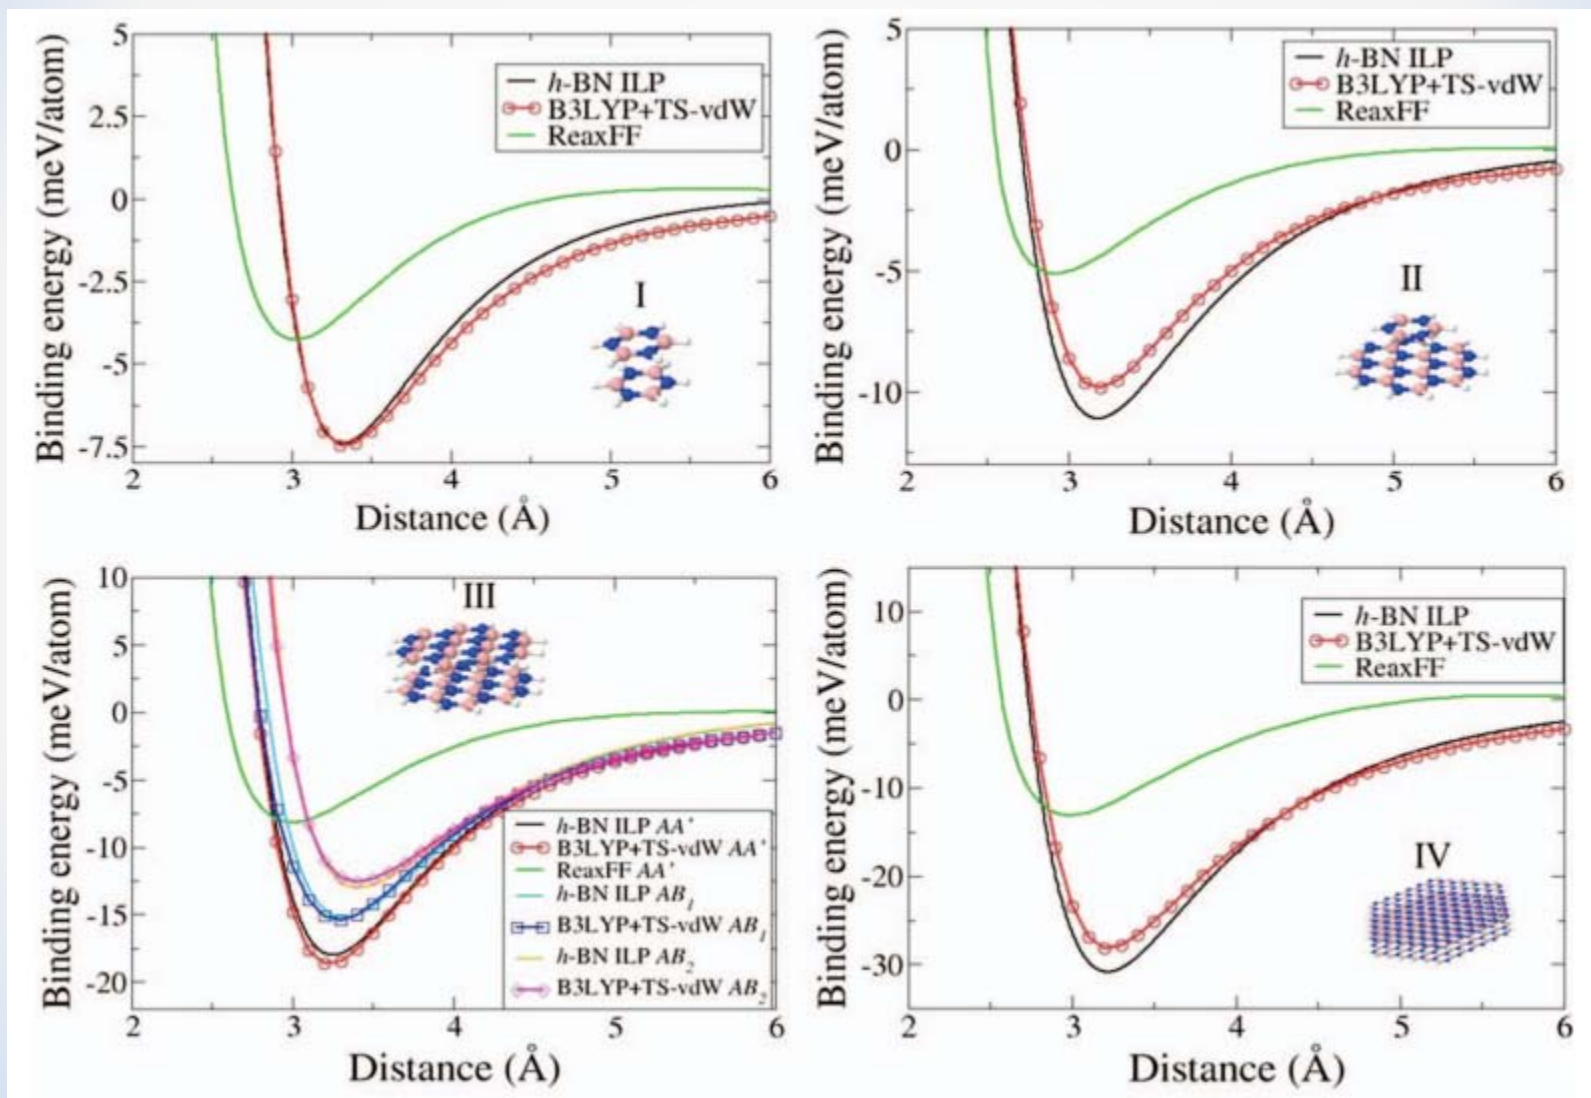 5
2.5
0
-2.5
-5
-7.5
2 3 4 5 6
Binding energy (meV/atom)
Distance (Å)
h-BN ILP
B3LYP+TS-vdW
ReaxFF
I
5
0
-5
-10
2 3 4 5 6
Binding energy (meV/atom)
Distance (Å)
h-BN ILP
B3LYP+TS-vdW
ReaxFF
II
10
5
0
-5
-10
-15
-20
2 3 4 5 6
Binding energy (meV/atom)
Distance (Å)
III
h-BN ILP AA'
B3LYP+TS-vdW AA'
ReaxFF AA'
h-BN ILP AB₁
B3LYP+TS-vdW AB₁
h-BN ILP AB₂
B3LYP+TS-vdW AB₂
10
0
-10
-20
-30
2 3 4 5 6
Binding energy (meV/atom)
Distance (Å)
h-BN ILP
B3LYP+TS-vdW
ReaxFF
IV